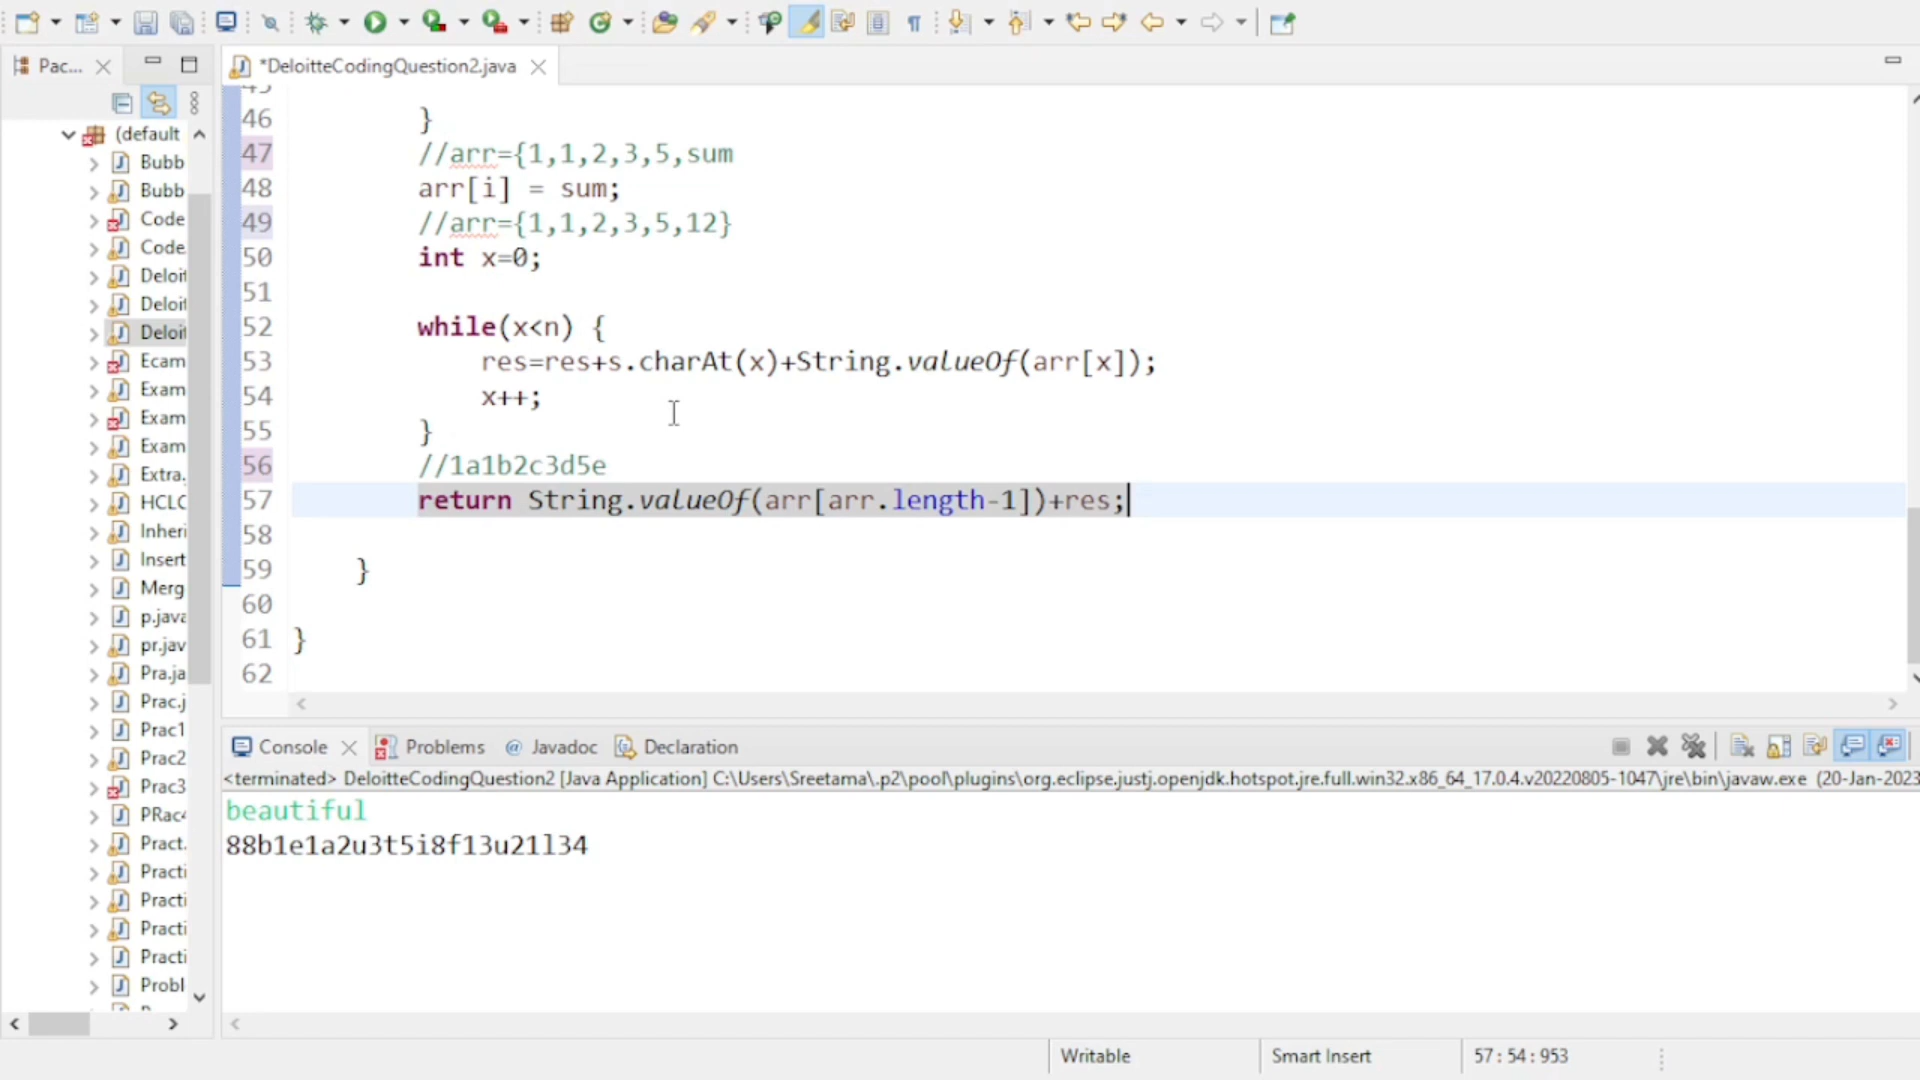 Pac...
*DeloitteCodingQuestion2.java
(default
Bubb
Bubb
Code
Code
Deloit
Deloit
Deloit
Ecam
Exam
Exam
Exam
Extra.
HCLC
Inheri
Insert
Merg
p.java
pr.jav
Pra.ja
Prac.j
Prac1
Prac2
Prac3
PRac4
Pract.
Practi
Practi
Practi
Practi
Probl
45
46 }
47 //arr={1,1,2,3,5,sum
48 arr[i] = sum;
49 //arr={1,1,2,3,5,12}
50 int x=0;
51
52 while(x<n) {
53 res=res+s.charAt(x)+String.valueOf(arr[x]);
54 x++;
55 }
56 //1a1b2c3d5e
57 return String.valueOf(arr[arr.length-1])+res;
58
59 }
60
61 }
62
Console Problems @ Javadoc Declaration
<terminated> DeloitteCodingQuestion2 [Java Application] C:\Users\Sreetama\.p2\pool\plugins\org.eclipse.justj.openjdk.hotspot.jre.full.win32.x86_64_17.0.4.v20220805-1047\jre\bin\javaw.exe (20-Jan-2023
beautiful
88b1e1a2u3t5i8f13u21l34
Writable Smart Insert 57 : 54 : 953